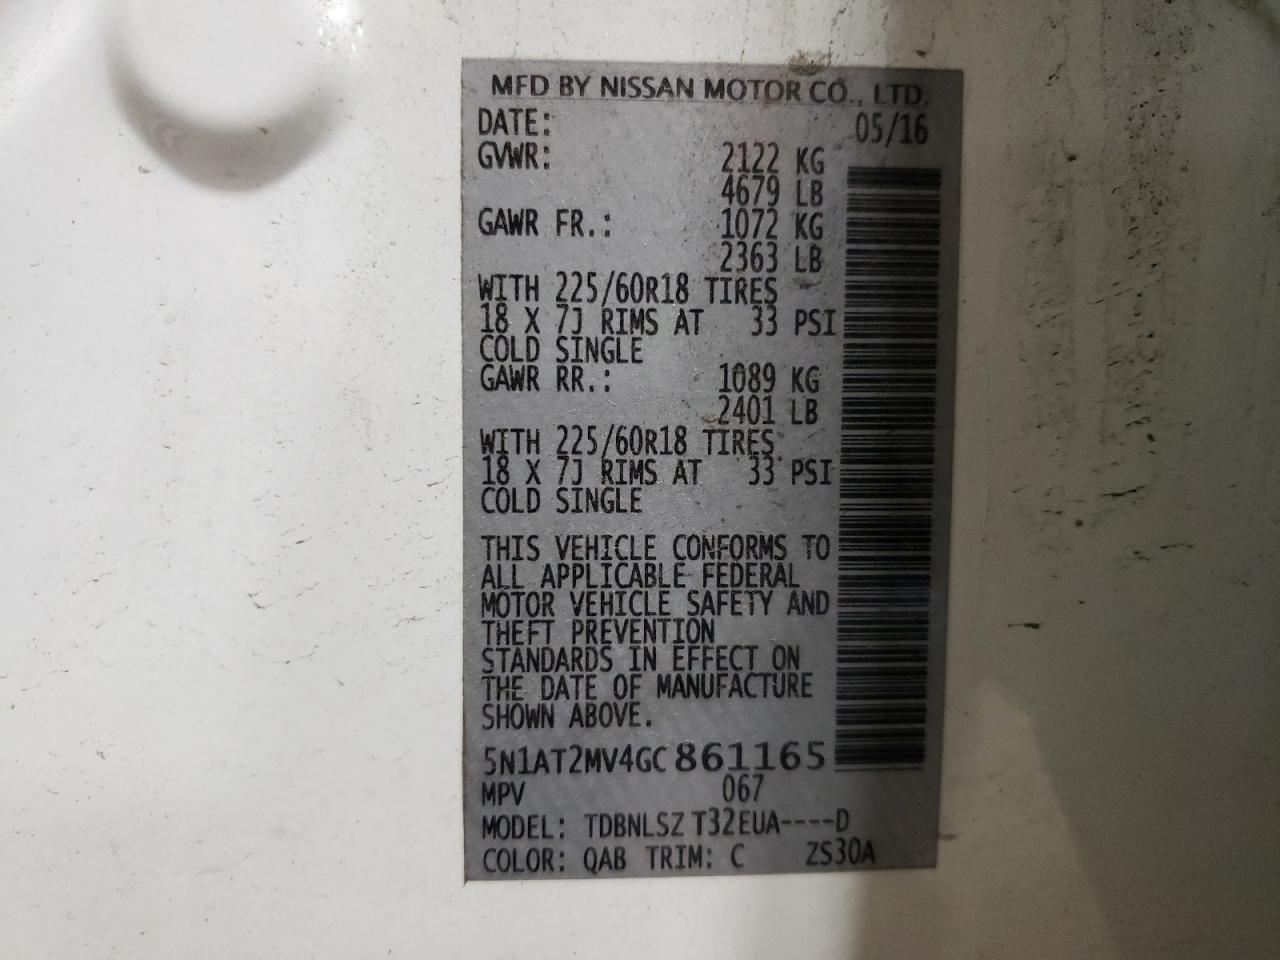 MFD BY NISSAN MOTOR CO., LTD.
DATE: 05/16
GVWR: 2122 KG
4679 LB
GAWR FR.: 1072 KG
2363 LB
WITH 225/60R18 TIRES
18 X 7J RIMS AT 33 PSI
COLD SINGLE
GAWR RR.: 1089 KG
2401 LB
WITH 225/60R18 TIRES
18 X 7J RIMS AT 33 PSI
COLD SINGLE
THIS VEHICLE CONFORMS TO
ALL APPLICABLE FEDERAL
MOTOR VEHICLE SAFETY AND
THEFT PREVENTION
STANDARDS IN EFFECT ON
THE DATE OF MANUFACTURE
SHOWN ABOVE.
5N1AT2MV4GC861165
MPV 067
MODEL: TDBNLSZ T32EUA----D
COLOR: QAB TRIM: C ZS30A